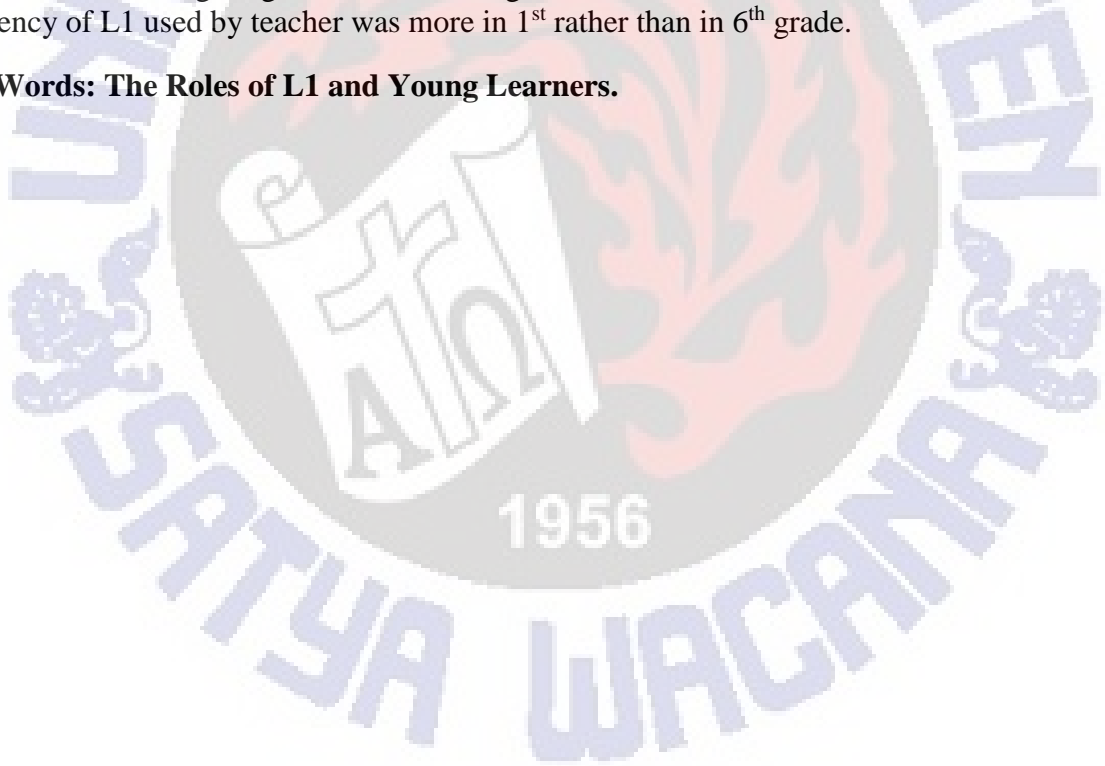 ency of L1 used by teacher was more in 1st rather than in 6th grade.
Words: The Roles of L1 and Young Learners.
ΑΩ
1956
SATYA WACANA